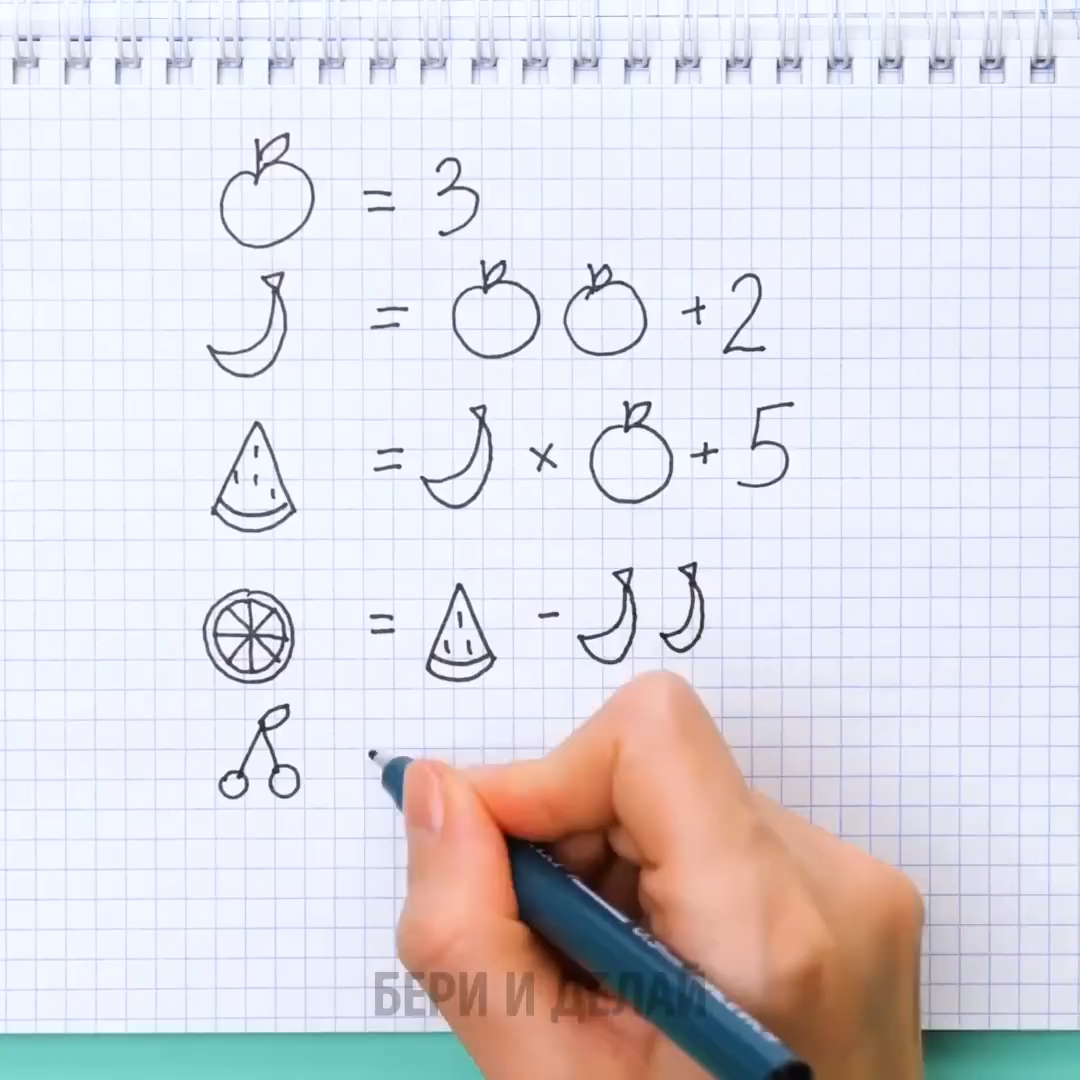 = 3
= + 2
= × + 5
= -
БЕРИ И ДЕЛАЙ